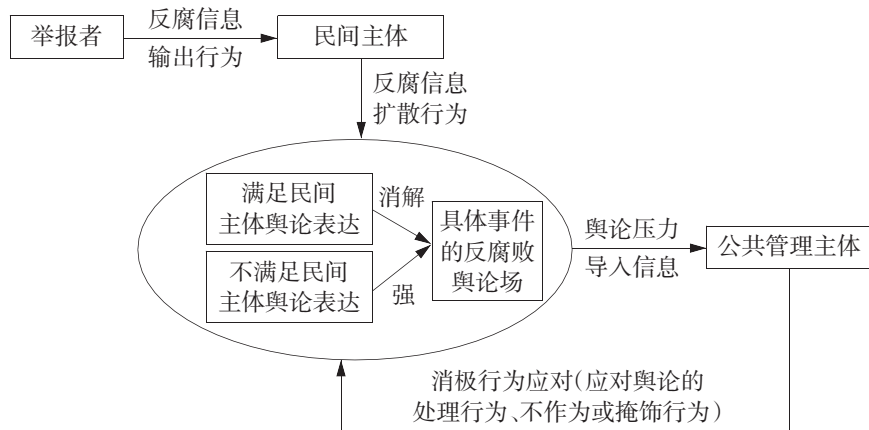 举报者
反腐信息
输出行为
民间主体
反腐信息
扩散行为
满足民间
主体舆论表达
消解
不满足民间
主体舆论表达
强
具体事件
的反腐败
舆论场
舆论压力
导入信息
公共管理主体
消极行为应对(应对舆论的
处理行为、不作为或掩饰行为)